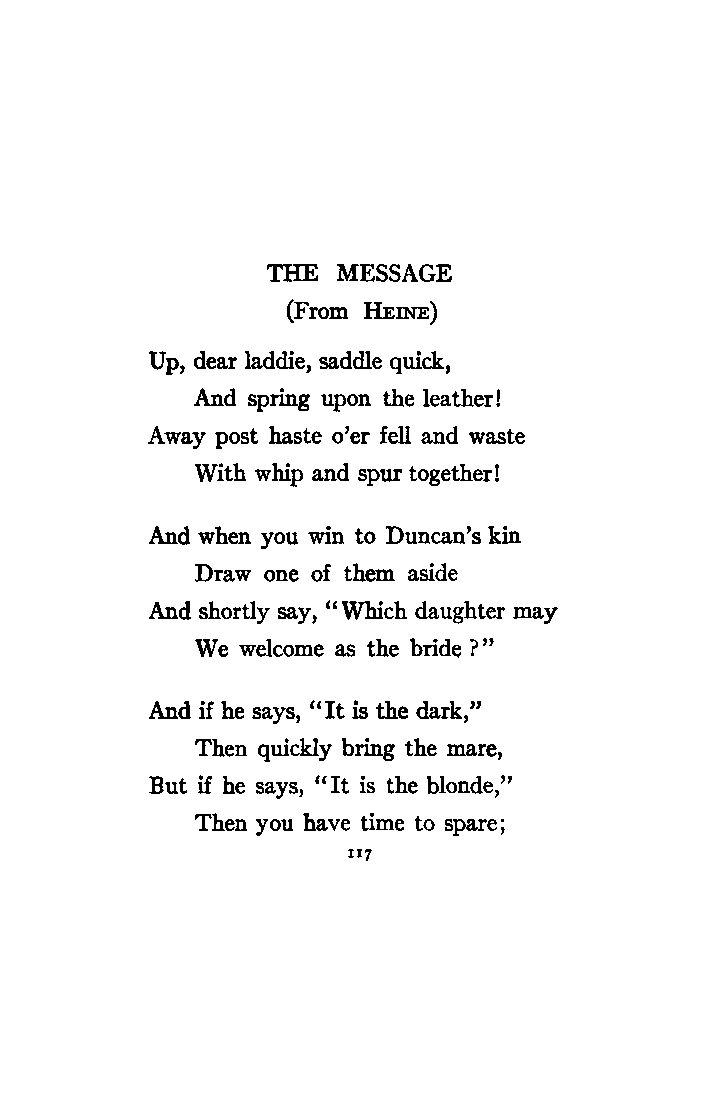 THE MESSAGE
(From HEINE)
Up, dear laddie, saddle quick,
And spring upon the leather!
Away post haste o'er fell and waste
With whip and spur together!
And when you win to Duncan's kin
Draw one of them aside
And shortly say, “Which daughter may
We welcome as the bride?”
And if he says, “It is the dark,”
Then quickly bring the mare,
But if he says, “It is the blonde,”
Then you have time to spare;
117